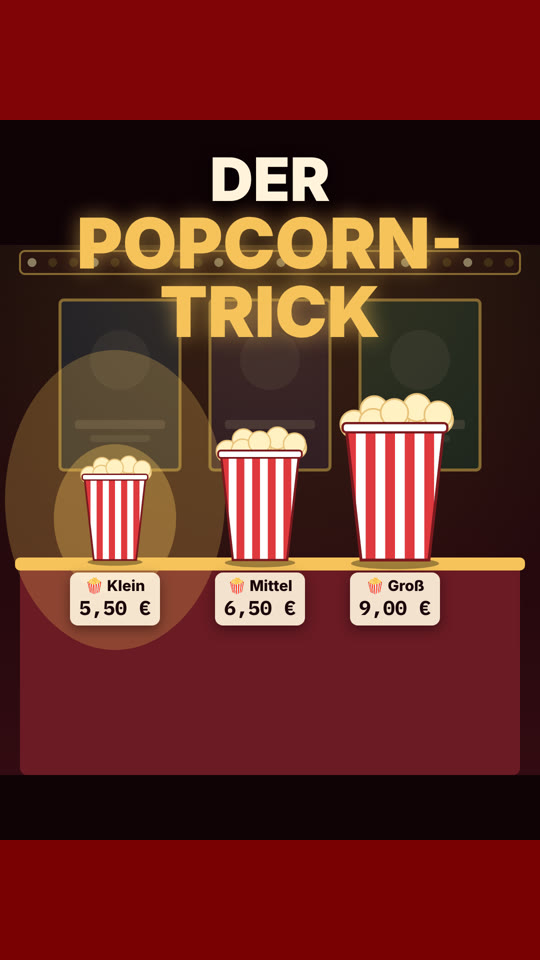 DER
POPCORN-
TRICK
🍿 Klein
5,50 €
🍿 Mittel
6,50 €
🍿 Groß
9,00 €